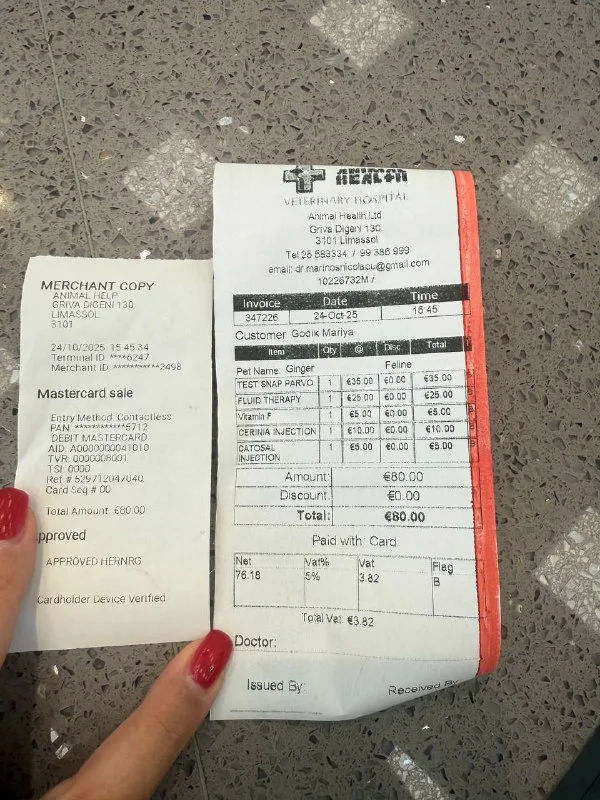 MERCHANT COPY
ANIMAL HELP
GRIVA DIGENI 130
LIMASSOL
3101
24/10/2025 15:45:34
Terminal ID ****6247
Merchant ID **********2498
Mastercard sale
Entry Method: Contactless
PAN: ************5712
DEBIT MASTERCARD
AID: A0000000041010
TVR: 0000008001
TSI: 0000
Ref # 529712047040
Card Seq # 00
Total Amount: €80.00
Approved
APPROVED HERNRG
Cardholder Device Verified
VETERINARY HOSPITAL
Animal Health Ltd
Griva Digeni 130
3101 Limassol
Tel 25 583334 / 99 386 999
email: dr.marinosnicolaou@gmail.com
10226732M /
Invoice Date Time
347226 24-Oct-25 15:45
Customer Godik Mariya
Item Qty @ Disc. Total
Pet Name: Ginger Feline
TEST SNAP PARVO 1 €35.00 €0.00 €35.00
FLUID THERAPY 1 €25.00 €0.00 €25.00
Vitamin F 1 €5.00 €0.00 €5.00
CERINIA INJECTION 1 €10.00 €0.00 €10.00
CATOSAL INJECTION 1 €5.00 €0.00 €5.00
Amount: €80.00
Discount: €0.00
Total: €80.00
Paid with: Card
Net Vat% Vat Flag
76.18 5% 3.82 B
Total Vat: €3.82
Doctor:
Issued By: Received By